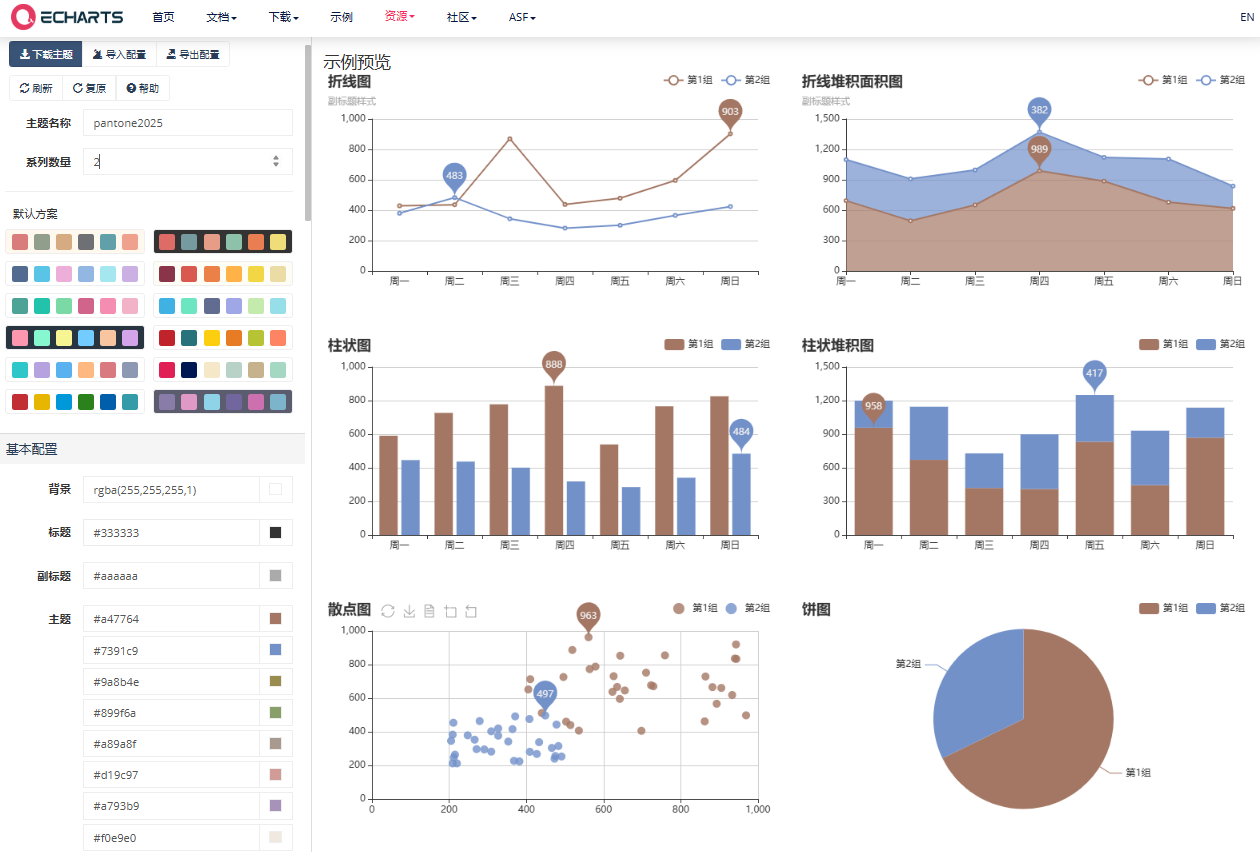 ECHARTS 首页 文档 下载 示例 资源 社区 ASF EN
下载主题 导入配置 导出配置
刷新 复原 帮助
主题名称 pantone2025
系列数量 2
默认方案
基本配置
背景 rgba(255,255,255,1)
标题 #333333
副标题 #aaaaaa
主题 #a47764
#7391c9
#9a8b4e
#899f6a
#a89a8f
#d19c97
#a793b9
#f0e9e0
示例预览
折线图 第1组 第2组
副标题样式
1,000
800
600
400
200
0
903
483
周一 周二 周三 周四 周五 周六 周日
折线堆积面积图 第1组 第2组
副标题样式
1,500
1,200
900
600
300
0
382
989
周一 周二 周三 周四 周五 周六 周日
柱状图 第1组 第2组
1,000
800
600
400
200
0
888
484
周一 周二 周三 周四 周五 周六 周日
柱状堆积图 第1组 第2组
1,500
1,200
900
600
300
0
958
417
周一 周二 周三 周四 周五 周六 周日
散点图 第1组 第2组
1,000
800
600
400
200
0
963
497
0 200 400 600 800 1,000
饼图 第1组 第2组
第2组
第1组